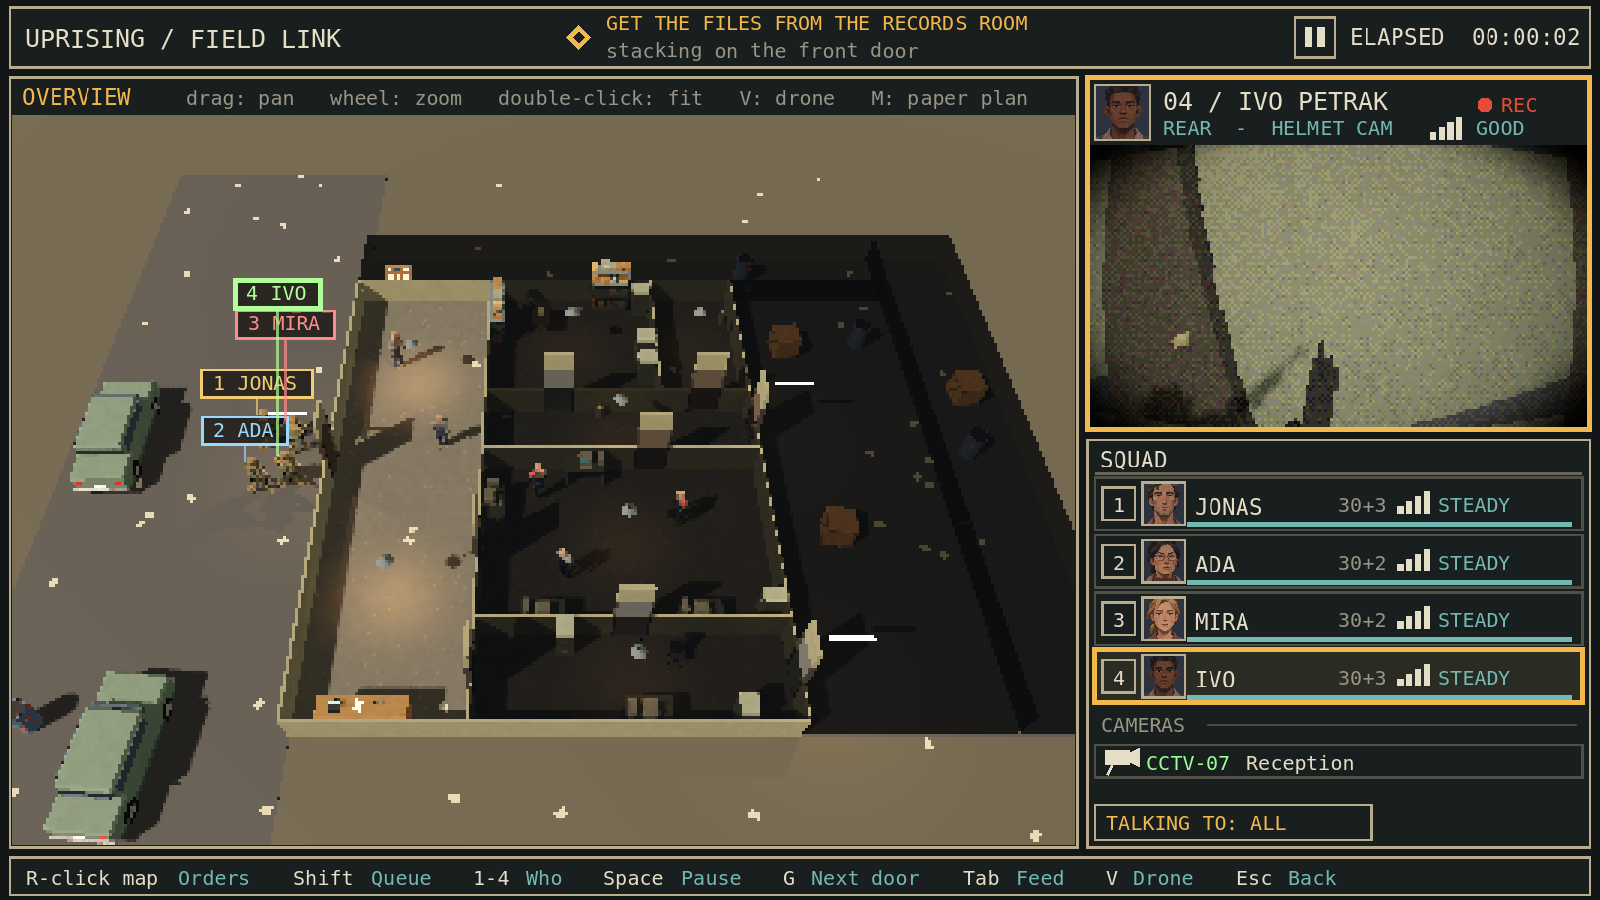 UPRISING / FIELD LINK
GET THE FILES FROM THE RECORDS ROOM
stacking on the front door
ELAPSED 00:00:02
OVERVIEW drag: pan wheel: zoom double-click: fit V: drone M: paper plan
4 IVO
3 MIRA
1 JONAS
2 ADA
04 / IVO PETRAK
REC
REAR - HELMET CAM
GOOD
SQUAD
1 JONAS 30+3 STEADY
2 ADA 30+2 STEADY
3 MIRA 30+2 STEADY
4 IVO 30+3 STEADY
CAMERAS
CCTV-07 Reception
TALKING TO: ALL
R-click map Orders Shift Queue 1-4 Who Space Pause G Next door Tab Feed V Drone Esc Back